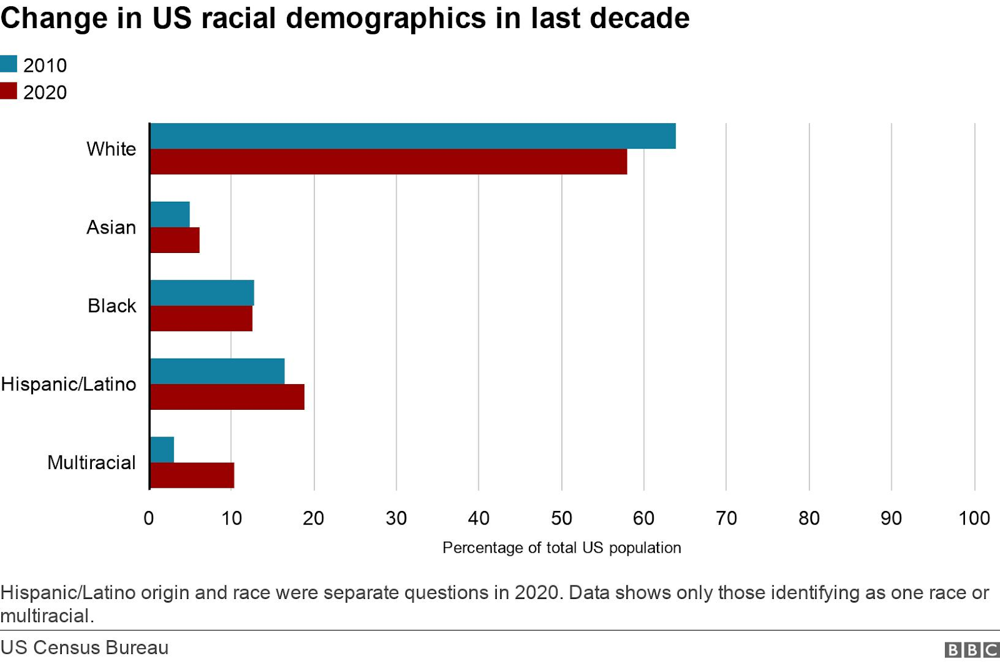 Change in US racial demographics in last decade
2010
2020
White
Asian
Black
Hispanic/Latino
Multiracial
0 10 20 30 40 50 60 70 80 90 100
Percentage of total US population
Hispanic/Latino origin and race were separate questions in 2020. Data shows only those identifying as one race or
multiracial.
US Census Bureau
BBC